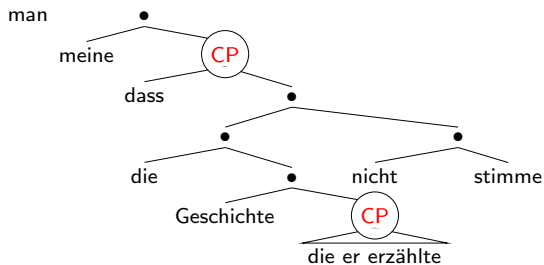 man
meine CP
dass
die nicht stimme
Geschichte CP
die er erzählte